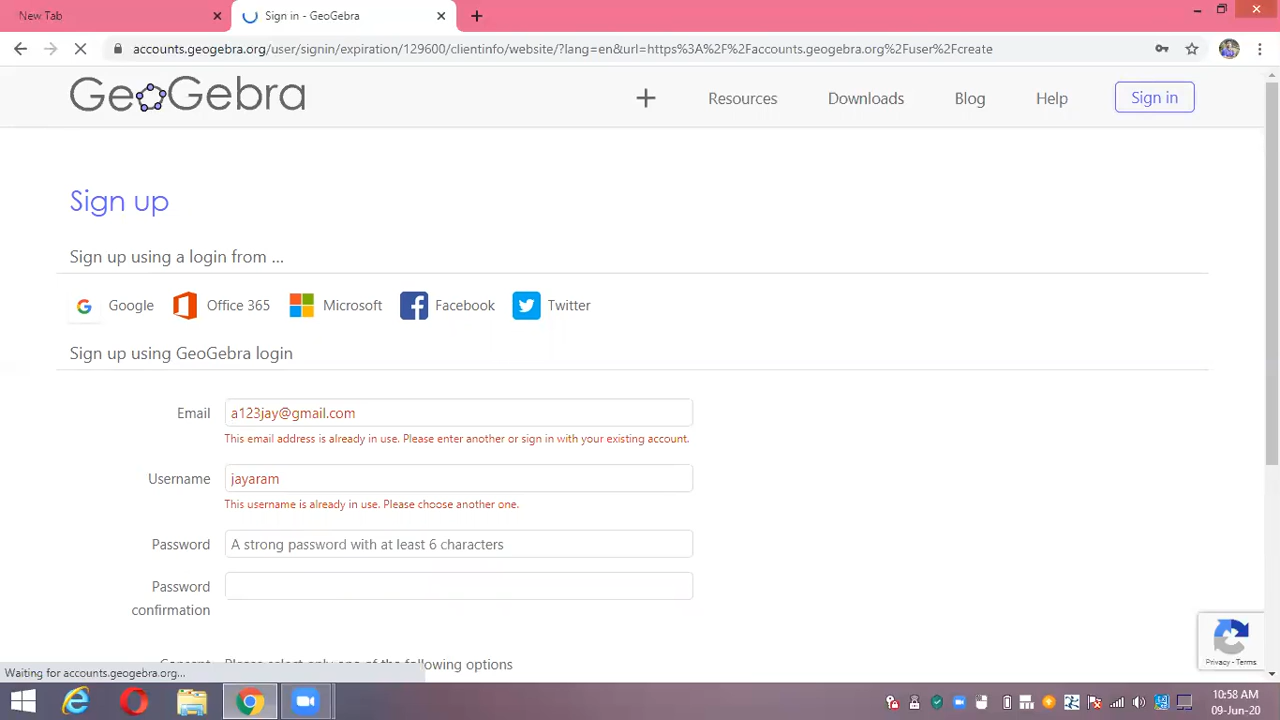 New Tab
Sign in - GeoGebra
accounts.geogebra.org/user/signin/expiration/129600/clientinfo/website/?lang=en&url=https%3A%2F%2Faccounts.geogebra.org%2Fuser%2Fcreate
GeoGebra
Resources Downloads Blog Help Sign in
Sign up
Sign up using a login from ...
Google Office 365 Microsoft Facebook Twitter
Sign up using GeoGebra login
Email a123jay@gmail.com
This email address is already in use. Please enter another or sign in with your existing account.
Username jayaram
This username is already in use. Please choose another one.
Password A strong password with at least 6 characters
Password
confirmation
Consent Please select only one of the following options
Privacy - Terms
Waiting for accounts.geogebra.org...
10:58 AM
09-Jun-20